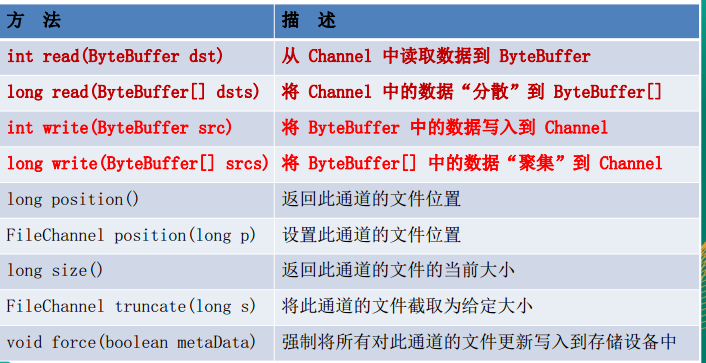 方 法 描 述
int read(ByteBuffer dst) 从 Channel 中读取数据到 ByteBuffer
long read(ByteBuffer[] dsts) 将 Channel 中的数据“分散”到 ByteBuffer[]
int write(ByteBuffer src) 将 ByteBuffer 中的数据写入到 Channel
long write(ByteBuffer[] srcs) 将 ByteBuffer[] 中的数据“聚集”到 Channel
long position() 返回此通道的文件位置
FileChannel position(long p) 设置此通道的文件位置
long size() 返回此通道的文件的当前大小
FileChannel truncate(long s) 将此通道的文件截取为给定大小
void force(boolean metaData) 强制将所有对此通道的文件更新写入到存储设备中